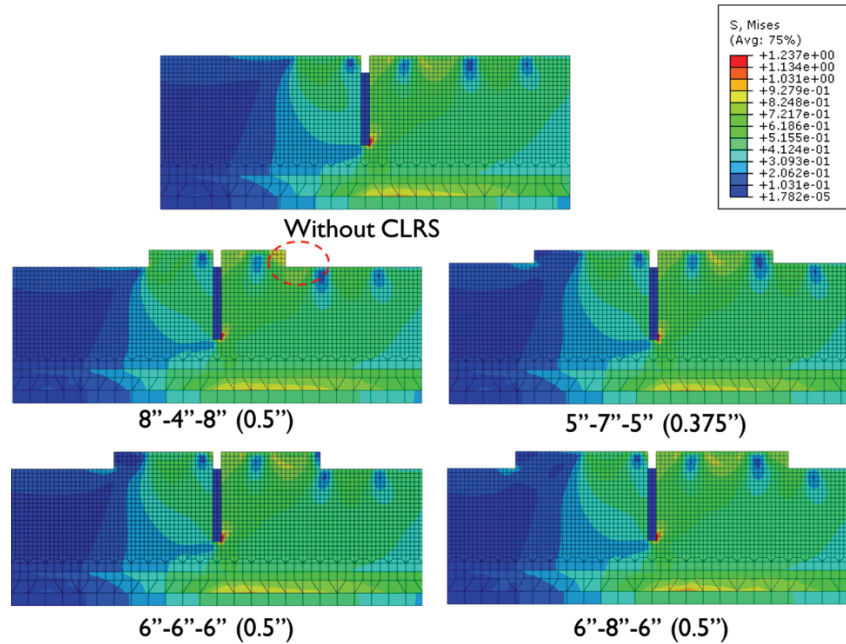 S, Mises
(Avg: 75%)
+1.237e+00
+1.134e+00
+1.031e+00
+9.279e-01
+8.248e-01
+7.217e-01
+6.186e-01
+5.155e-01
+4.124e-01
+3.093e-01
+2.062e-01
+1.031e-01
+1.782e-05
Without CLRS
8”-4”-8” (0.5”)
5”-7”-5” (0.375”)
6”-6”-6” (0.5”)
6”-8”-6” (0.5”)